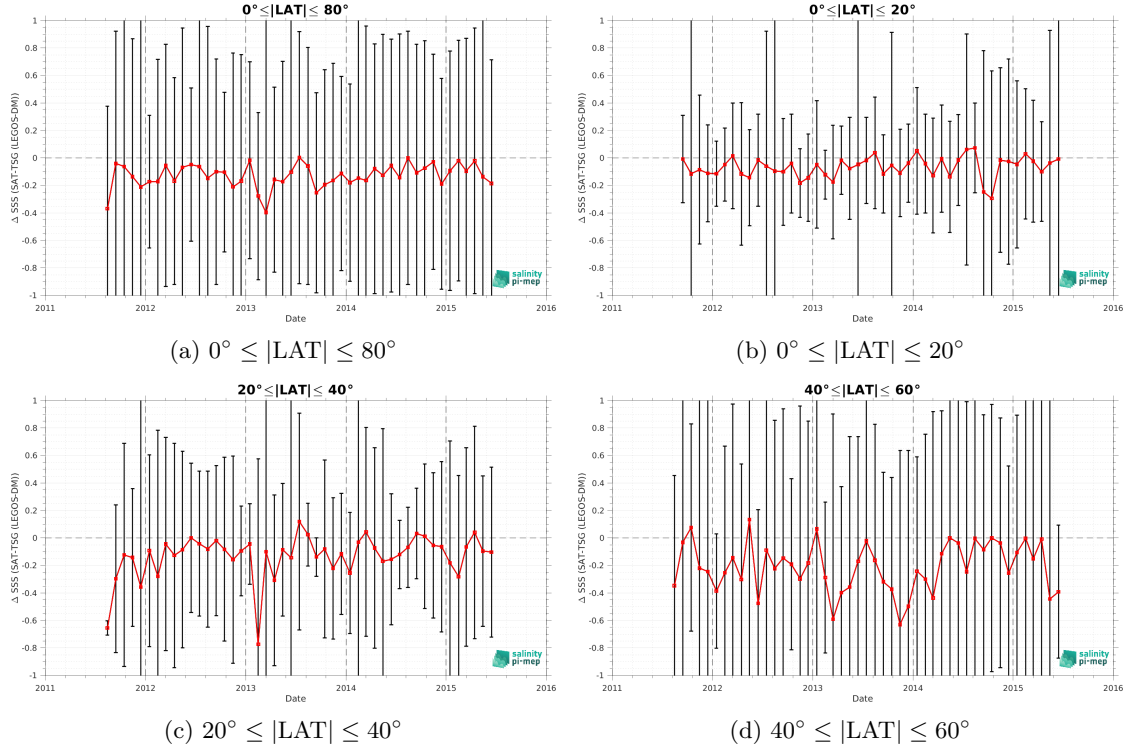 0°≤|LAT|≤ 80°
Δ SSS (SAT-TSG (LEGOS-DM))
1
0.8
0.6
0.4
0.2
0
-0.2
-0.4
-0.6
-0.8
-1
2011
2012
2013
2014
2015
2016
Date
salinity
pi-mep
(a) 0° ≤ |LAT| ≤ 80°
0°≤|LAT|≤ 20°
Δ SSS (SAT-TSG (LEGOS-DM))
1
0.8
0.6
0.4
0.2
0
-0.2
-0.4
-0.6
-0.8
-1
2011
2012
2013
2014
2015
2016
Date
salinity
pi-mep
(b) 0° ≤ |LAT| ≤ 20°
20°≤|LAT|≤ 40°
Δ SSS (SAT-TSG (LEGOS-DM))
1
0.8
0.6
0.4
0.2
0
-0.2
-0.4
-0.6
-0.8
-1
2011
2012
2013
2014
2015
2016
Date
salinity
pi-mep
(c) 20° ≤ |LAT| ≤ 40°
40°≤|LAT|≤ 60°
Δ SSS (SAT-TSG (LEGOS-DM))
1
0.8
0.6
0.4
0.2
0
-0.2
-0.4
-0.6
-0.8
-1
2011
2012
2013
2014
2015
2016
Date
salinity
pi-mep
(d) 40° ≤ |LAT| ≤ 60°